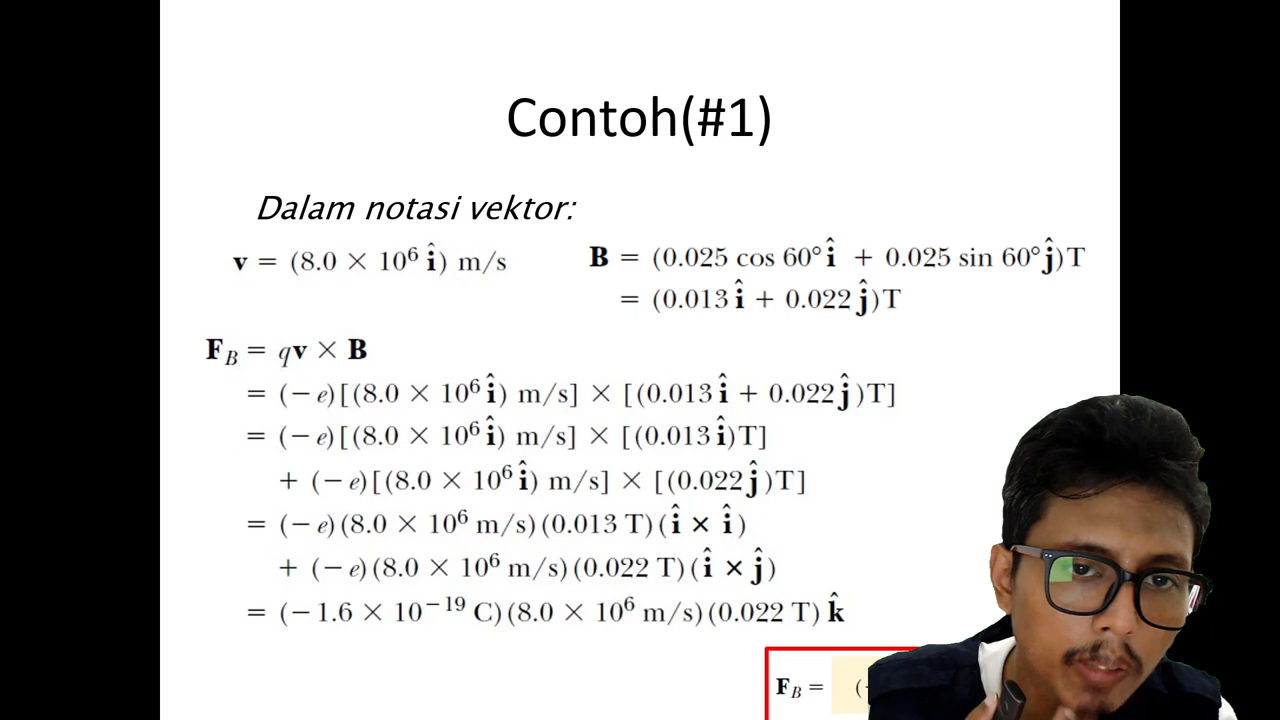 Contoh(#1)
Dalam notasi vektor:
v = (8.0 × 10⁶ î) m/s
B = (0.025 cos 60° î + 0.025 sin 60° ĵ)T
= (0.013 î + 0.022 ĵ)T
F_B = qv × B
= (− e)[(8.0 × 10⁶ î) m/s] × [(0.013 î + 0.022 ĵ)T]
= (− e)[(8.0 × 10⁶ î) m/s] × [(0.013 î)T]
+ (− e)[(8.0 × 10⁶ î) m/s] × [(0.022 ĵ)T]
= (− e)(8.0 × 10⁶ m/s)(0.013 T)(î × î)
+ (− e)(8.0 × 10⁶ m/s)(0.022 T)(î × ĵ)
= (− 1.6 × 10⁻¹⁹ C)(8.0 × 10⁶ m/s)(0.022 T) k̂
F_B = (−